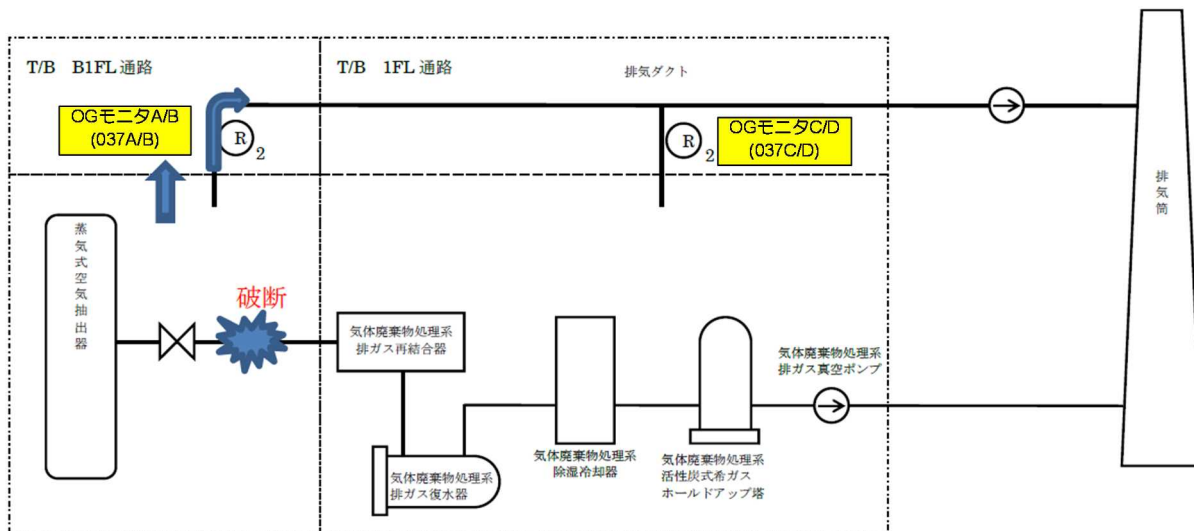 T/B B1FL 通路
T/B 1FL 通路
排気ダクト
OGモニタA/B
(037A/B)
R
2
R
2
OGモニタC/D
(037C/D)
排気筒
蒸気式空気抽出器
破断
気体廃棄物処理系
排ガス再結合器
気体廃棄物処理系
排ガス真空ポンプ
気体廃棄物処理系
排ガス復水器
気体廃棄物処理系
除湿冷却器
気体廃棄物処理系
活性炭式希ガス
ホールドアップ塔